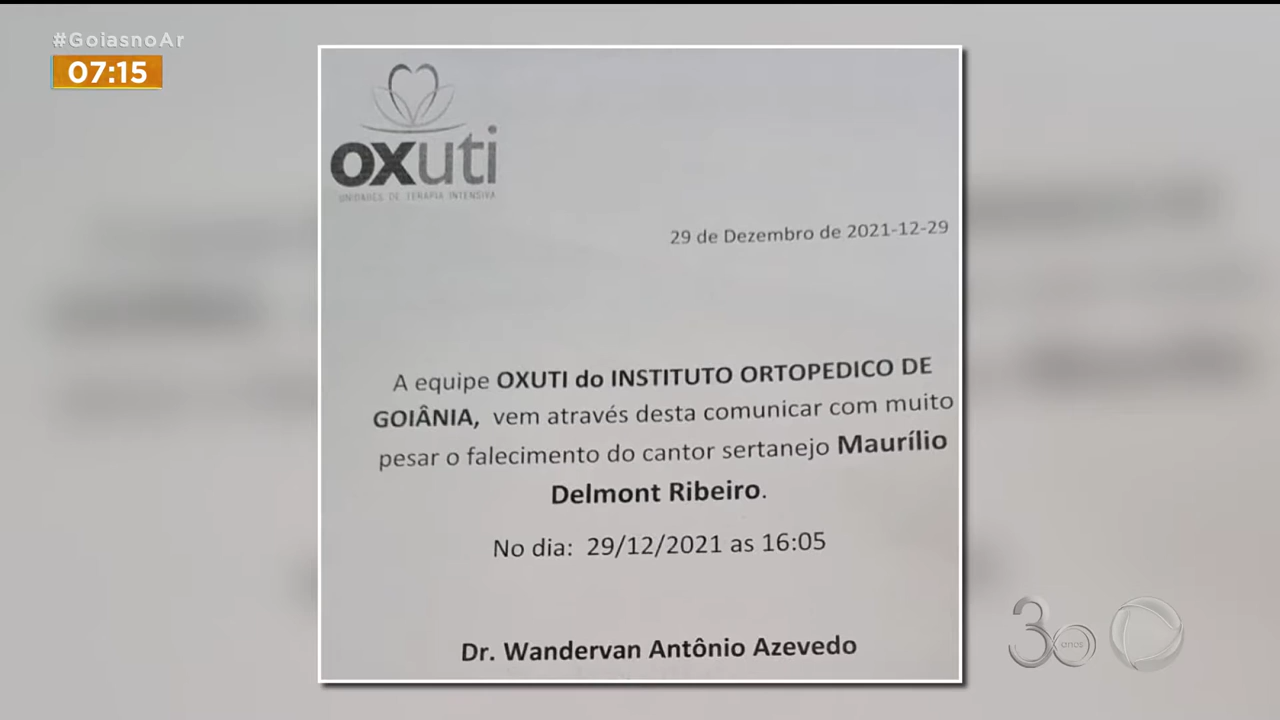 #GoiasnoAr
07:15
oxuti
UNIDADES DE TERAPIA INTENSIVA
29 de Dezembro de 2021-12-29
A equipe OXUTI do INSTITUTO ORTOPEDICO DE
GOIÂNIA, vem através desta comunicar com muito
pesar o falecimento do cantor sertanejo Maurílio
Delmont Ribeiro.
No dia: 29/12/2021 as 16:05
Dr. Wandervan Antônio Azevedo
30 anos